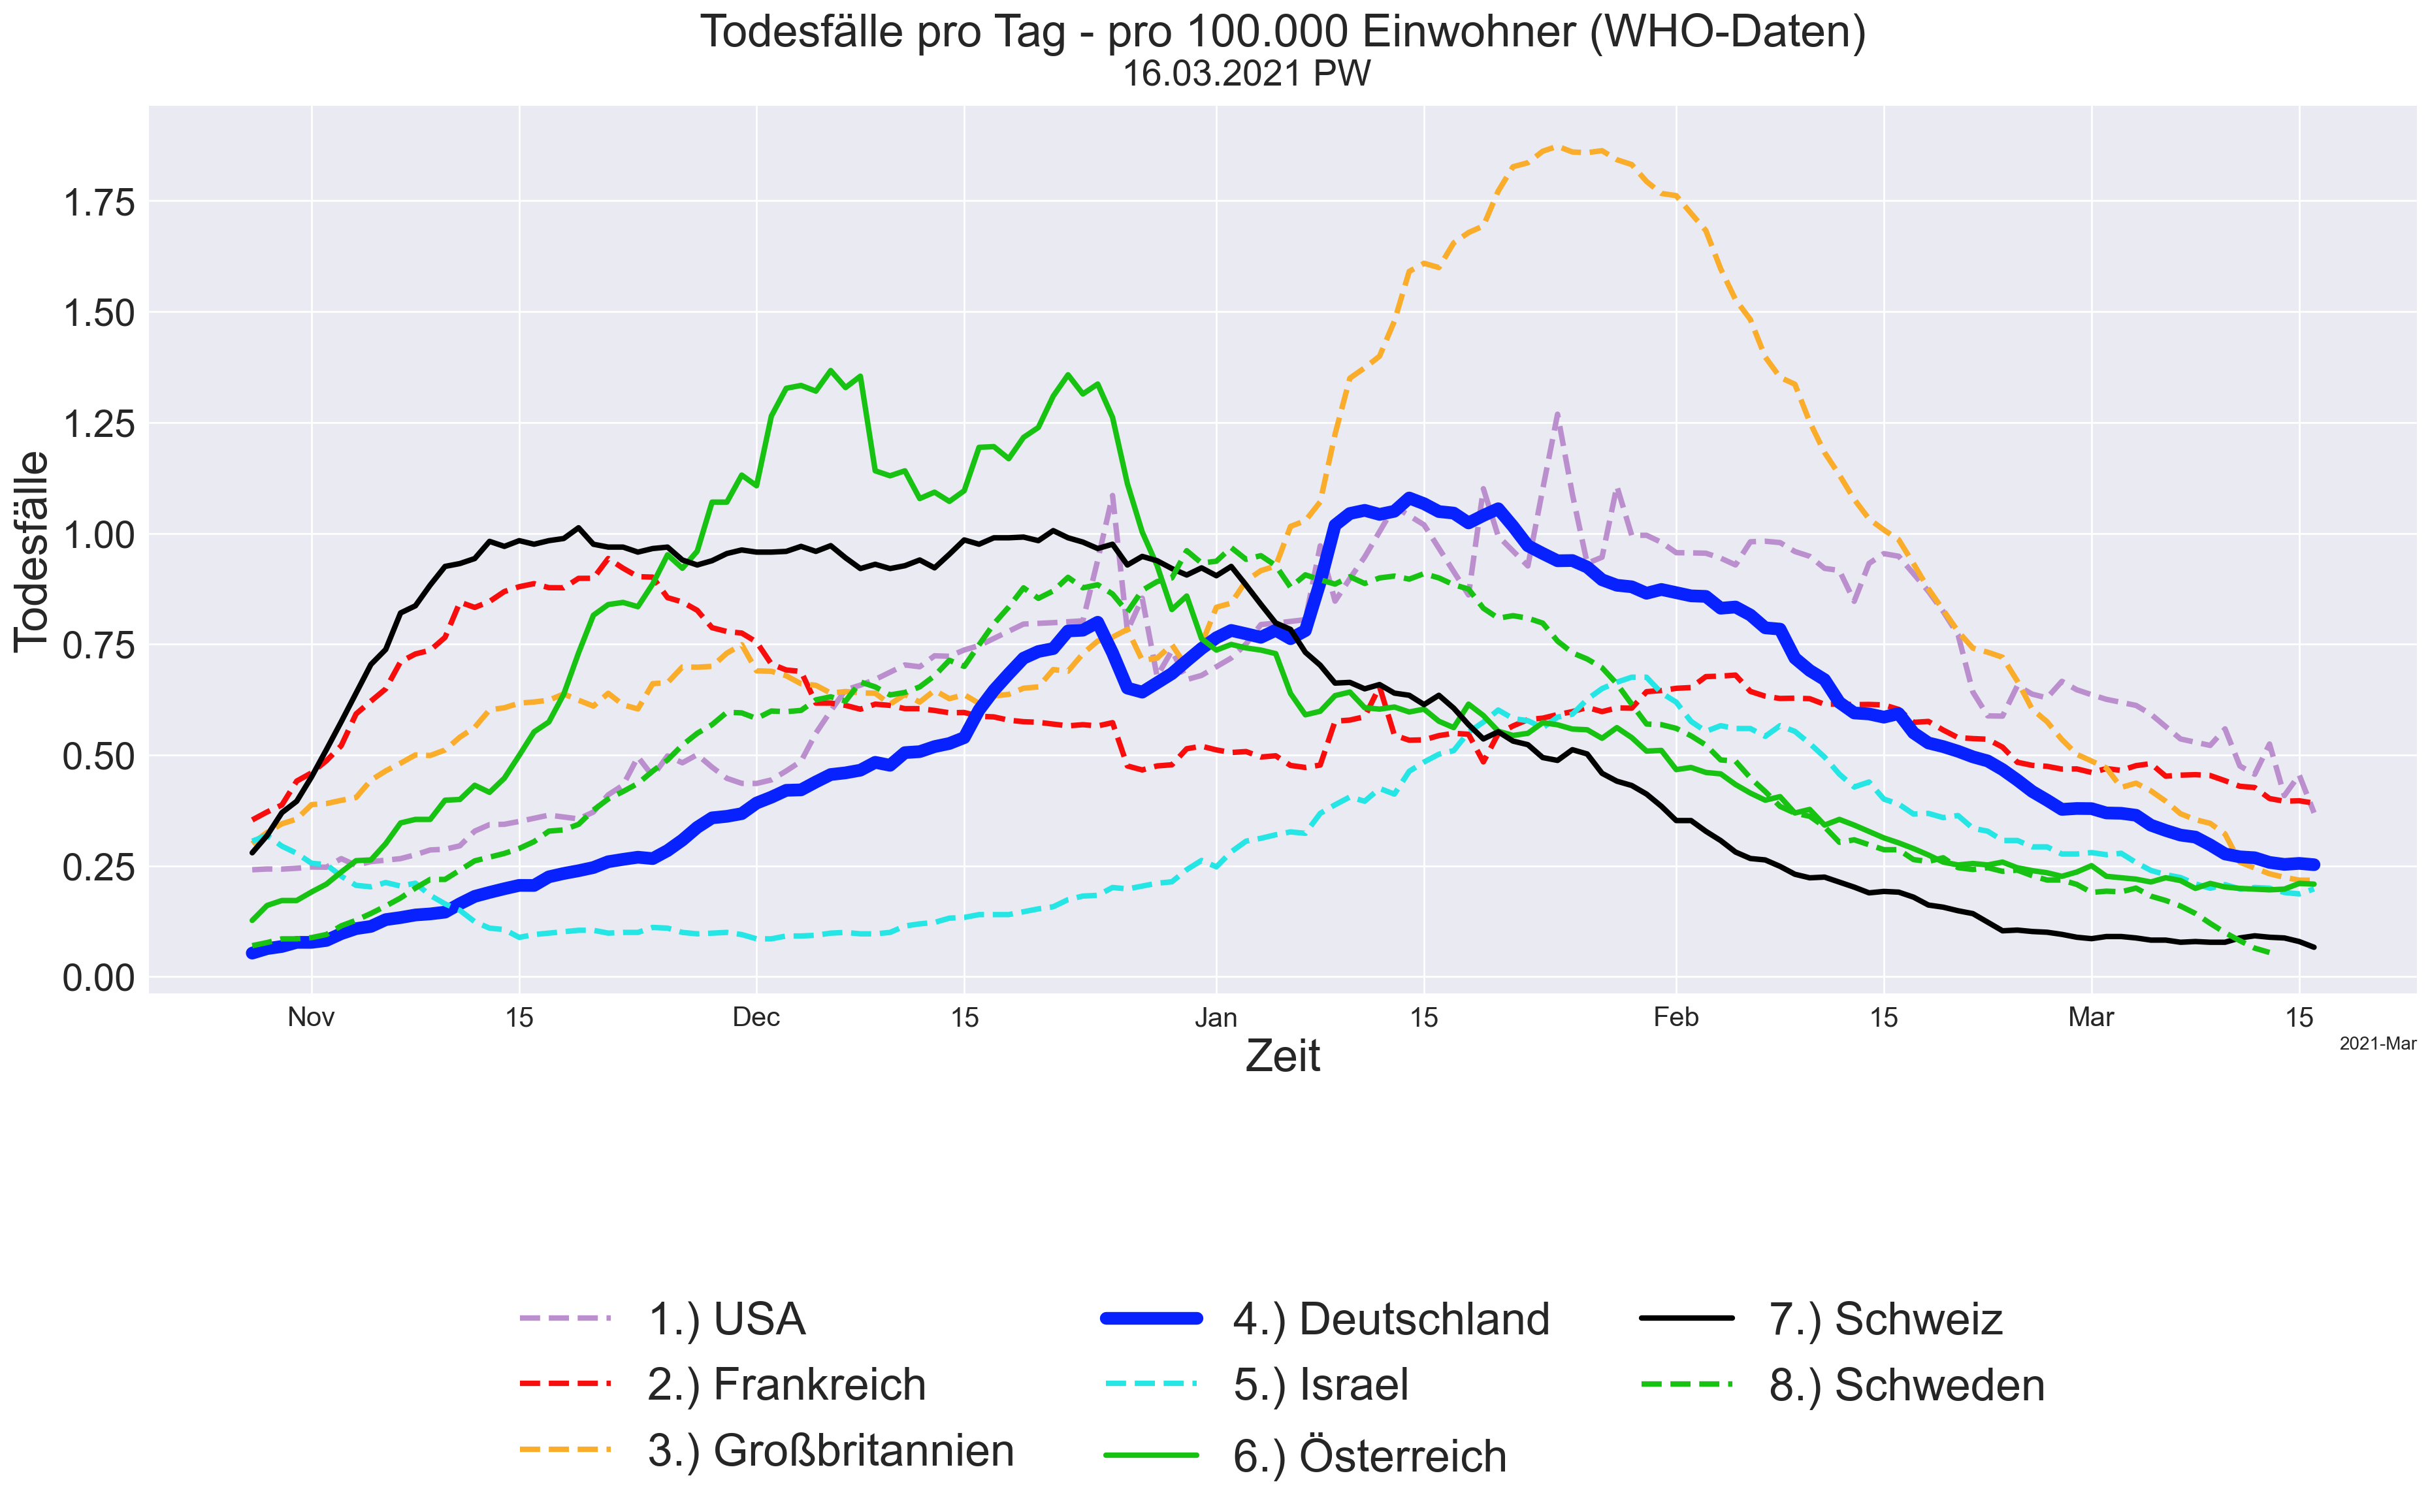 Todesfälle pro Tag - pro 100.000 Einwohner (WHO-Daten)
16.03.2021 PW
Todesfälle
1.75
1.50
1.25
1.00
0.75
0.50
0.25
0.00
Nov 15 Dec 15 Jan 15 Feb 15 Mar 15
2021-Mar
Zeit
1.) USA
2.) Frankreich
3.) Großbritannien
4.) Deutschland
5.) Israel
6.) Österreich
7.) Schweiz
8.) Schweden